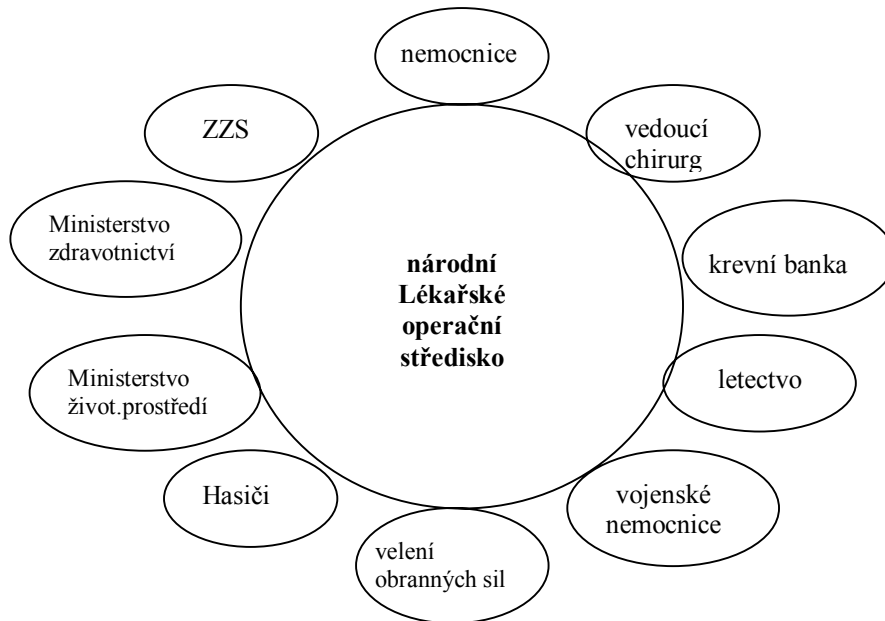 nemocnice
ZZS
vedoucí
chirurg
Ministerstvo
zdravotnictví
krevní banka
národní
Lékařské
operační
středisko
Ministerstvo
život.prostředí
letectvo
Hasiči
vojenské
nemocnice
velení
obranných sil